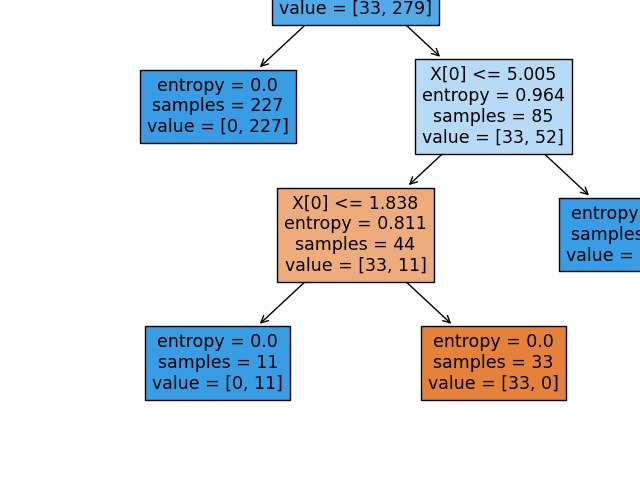 value = [33, 279]
entropy = 0.0
samples = 227
value = [0, 227]
X[0] <= 5.005
entropy = 0.964
samples = 85
value = [33, 52]
X[0] <= 1.838
entropy = 0.811
samples = 44
value = [33, 11]
entropy
samples
value =
entropy = 0.0
samples = 11
value = [0, 11]
entropy = 0.0
samples = 33
value = [33, 0]